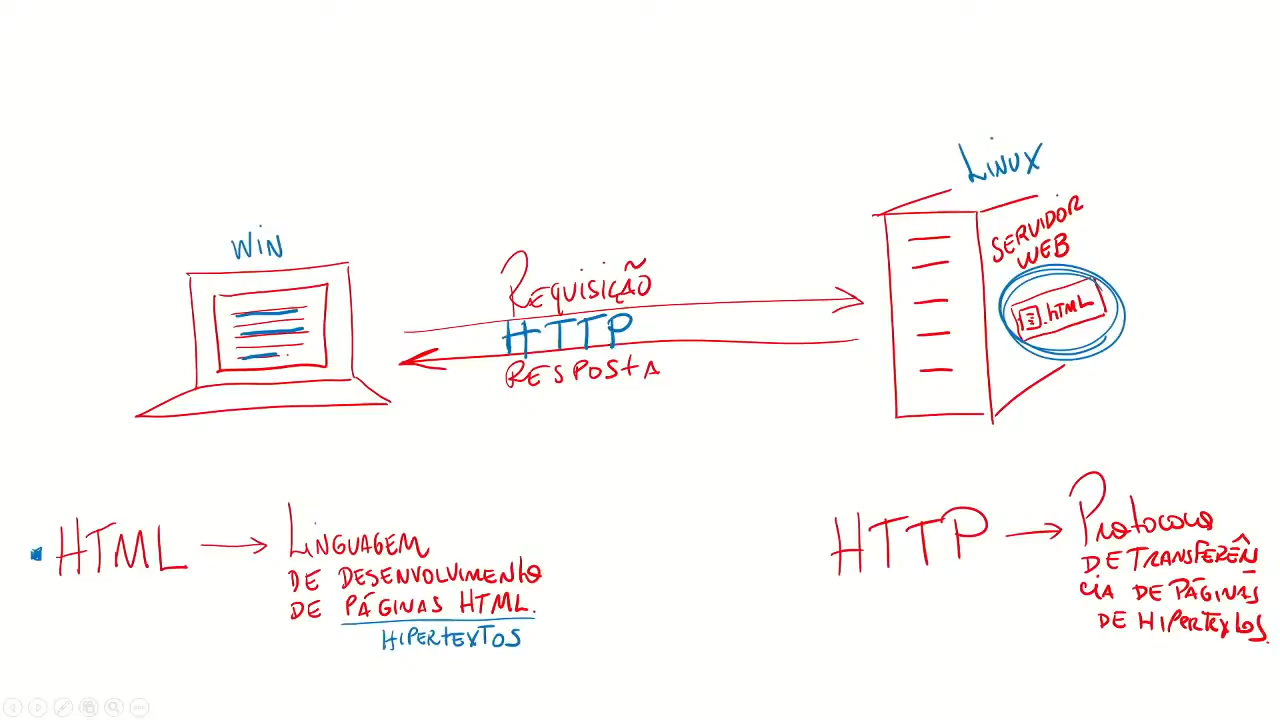 Linux
Win
Servidor
Web
Requisição
.html
HTTP
Resposta
HTML → Linguagem
de desenvolvimento
de páginas HTML.
hipertextos
HTTP → Protocolo
de transferên
cia de páginas
de hipertextos.